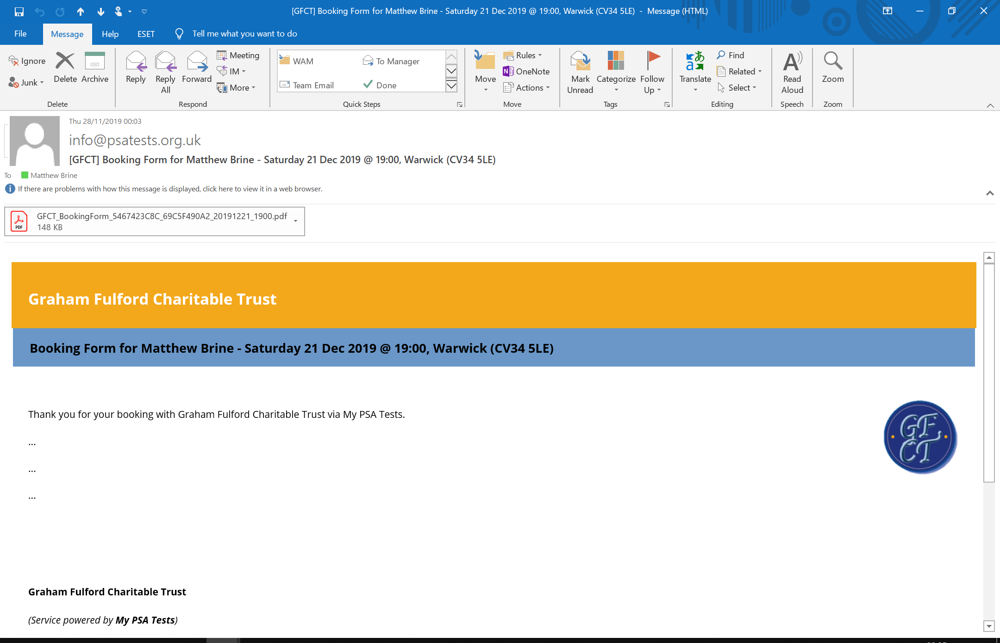 [GFCT] Booking Form for Matthew Brine - Saturday 21 Dec 2019 @ 19:00, Warwick (CV34 5LE) - Message (HTML)
File Message Help ESET Tell me what you want to do
Ignore
Junk
Delete
Archive
Delete
Reply
Reply All
Forward
Meeting
IM
More
Respond
WAM
To Manager
Team Email
Done
Quick Steps
Move
Rules
OneNote
Actions
Move
Mark Unread
Categorize
Follow Up
Tags
Translate
Find
Related
Select
Editing
Read Aloud
Speech
Zoom
Zoom
Thu 28/11/2019 00:03
info@psatests.org.uk
[GFCT] Booking Form for Matthew Brine - Saturday 21 Dec 2019 @ 19:00, Warwick (CV34 5LE)
To Matthew Brine
If there are problems with how this message is displayed, click here to view it in a web browser.
PDF
GFCT_BookingForm_5467423C8C_69C5F490A2_20191221_1900.pdf
148 KB
Graham Fulford Charitable Trust
Booking Form for Matthew Brine - Saturday 21 Dec 2019 @ 19:00, Warwick (CV34 5LE)
Thank you for your booking with Graham Fulford Charitable Trust via My PSA Tests.
...
...
...
GF
CT
Graham Fulford Charitable Trust
(Service powered by My PSA Tests)